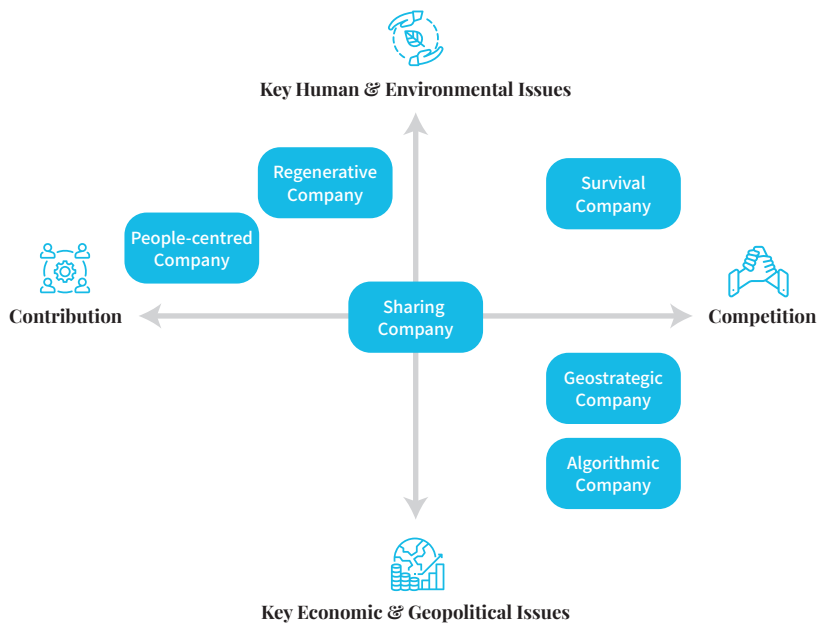 Key Human & Environmental Issues
Regenerative
Company
Survival
Company
People-centred
Company
Sharing
Company
Contribution
Competition
Geostrategic
Company
Algorithmic
Company
Key Economic & Geopolitical Issues